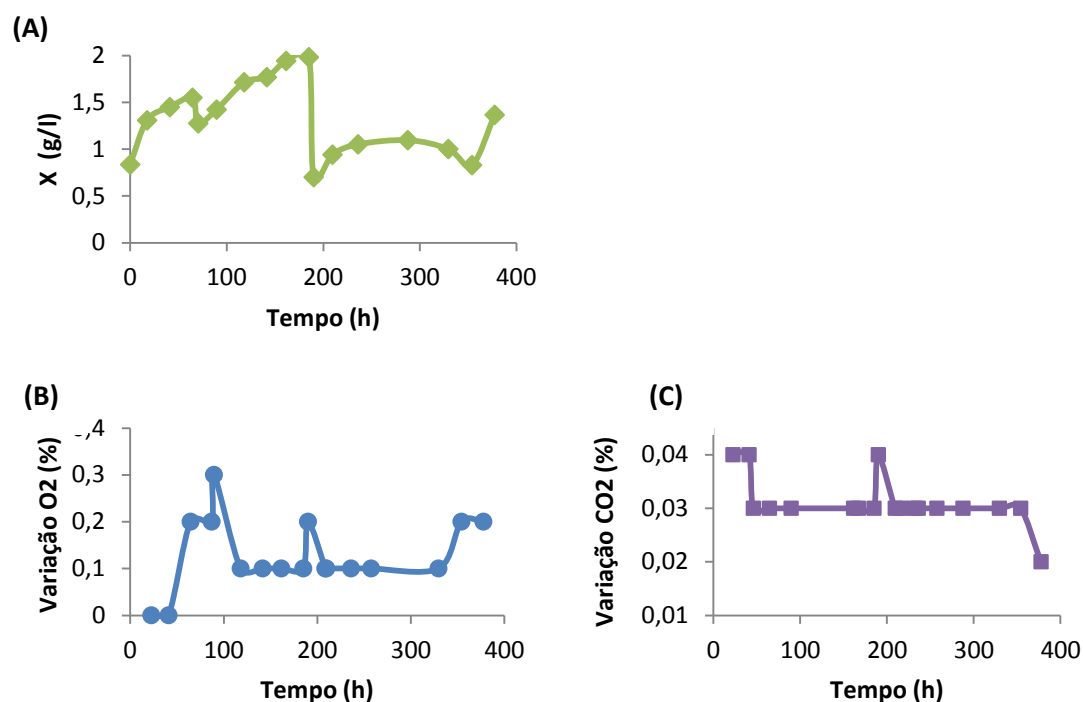 (A)
X (g/l)
2
1,5
1
0,5
0
0 100 200 300 400
Tempo (h)
(B)
Variação O2 (%)
,4
0,3
0,2
0,1
0
0 100 200 300 400
Tempo (h)
(C)
Variação CO2 (%)
0,04
0,03
0,02
0,01
0 100 200 300 400
Tempo (h)